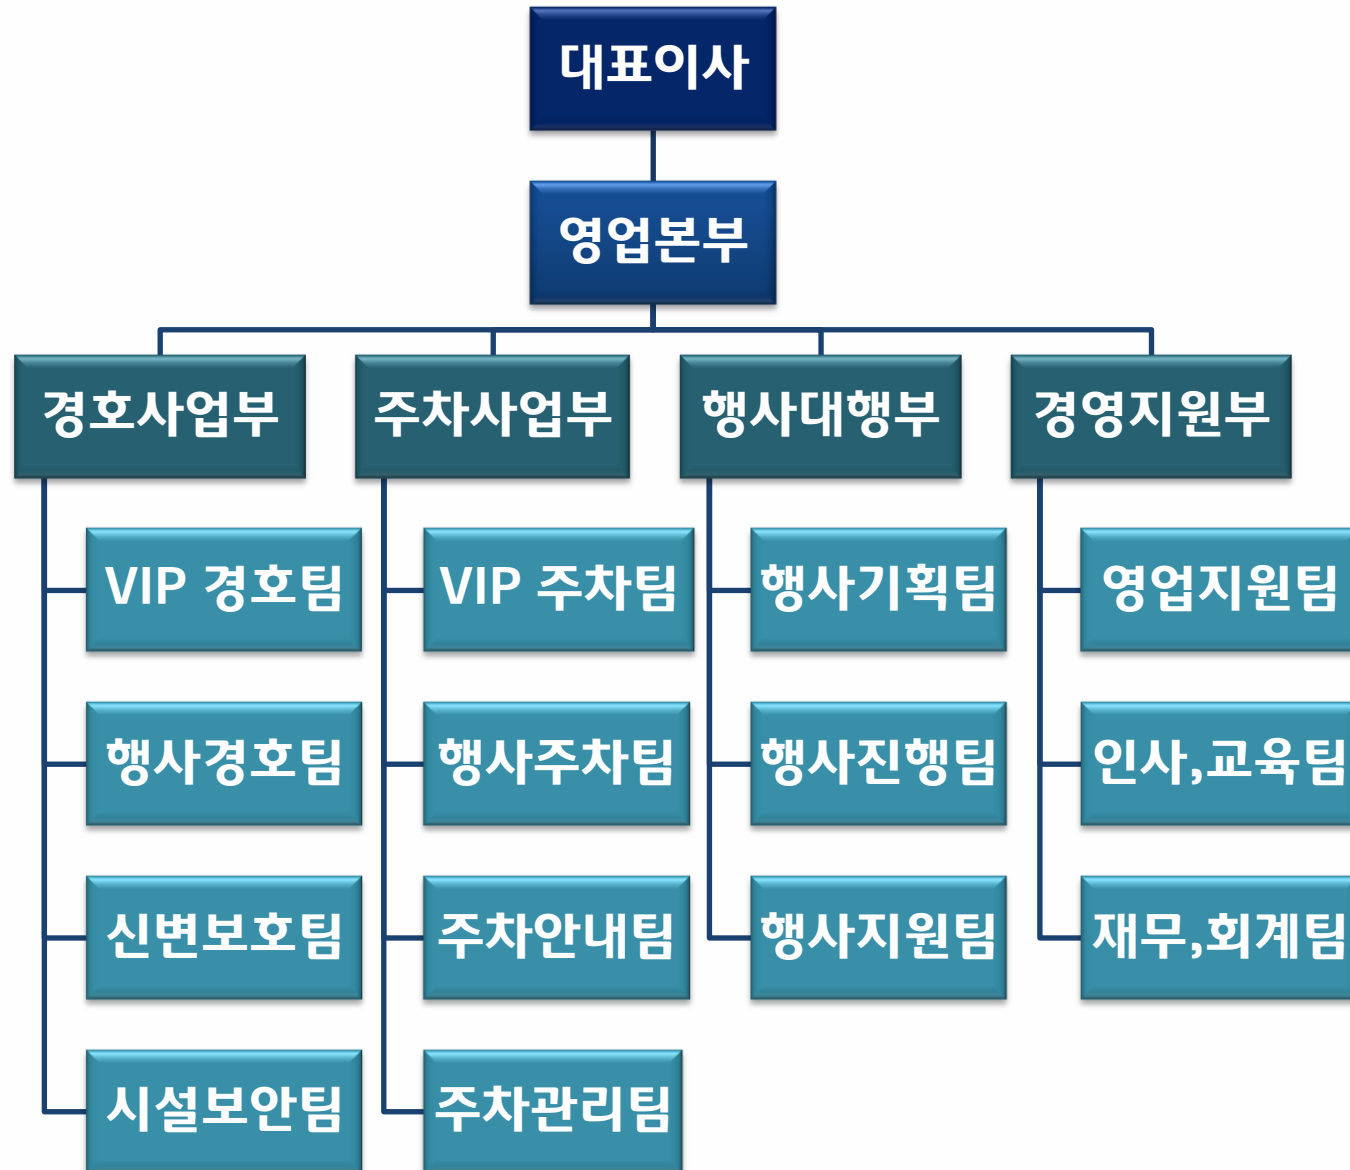 대표이사
영업본부
경호사업부
주차사업부
행사대행부
경영지원부
VIP 경호팀
VIP 주차팀
행사기획팀
영업지원팀
행사경호팀
행사주차팀
행사진행팀
인사,교육팀
신변보호팀
주차안내팀
행사지원팀
재무,회계팀
시설보안팀
주차관리팀